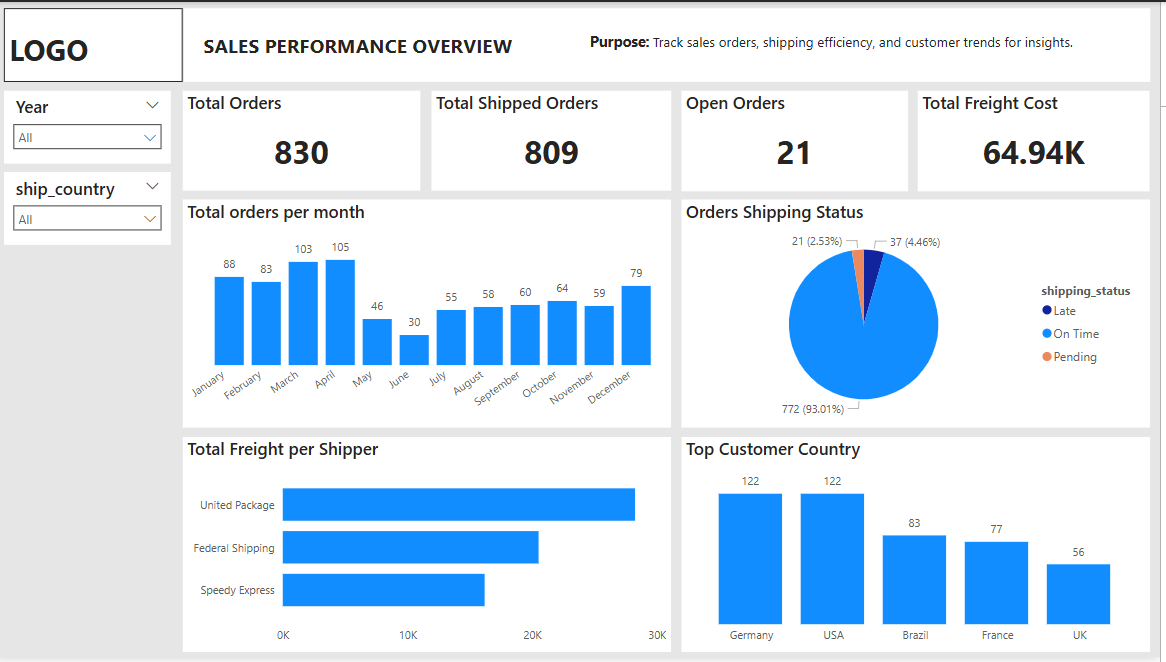 LOGO
SALES PERFORMANCE OVERVIEW
Purpose: Track sales orders, shipping efficiency, and customer trends for insights.
Year
All
ship_country
All
Total Orders
830
Total Shipped Orders
809
Open Orders
21
Total Freight Cost
64.94K
Total orders per month
88
83
103
105
46
30
55
58
60
64
59
79
January
February
March
April
May
June
July
August
September
October
November
December
Orders Shipping Status
21 (2.53%)
37 (4.46%)
772 (93.01%)
shipping_status
Late
On Time
Pending
Total Freight per Shipper
United Package
Federal Shipping
Speedy Express
0K
10K
20K
30K
Top Customer Country
122
122
83
77
56
Germany
USA
Brazil
France
UK